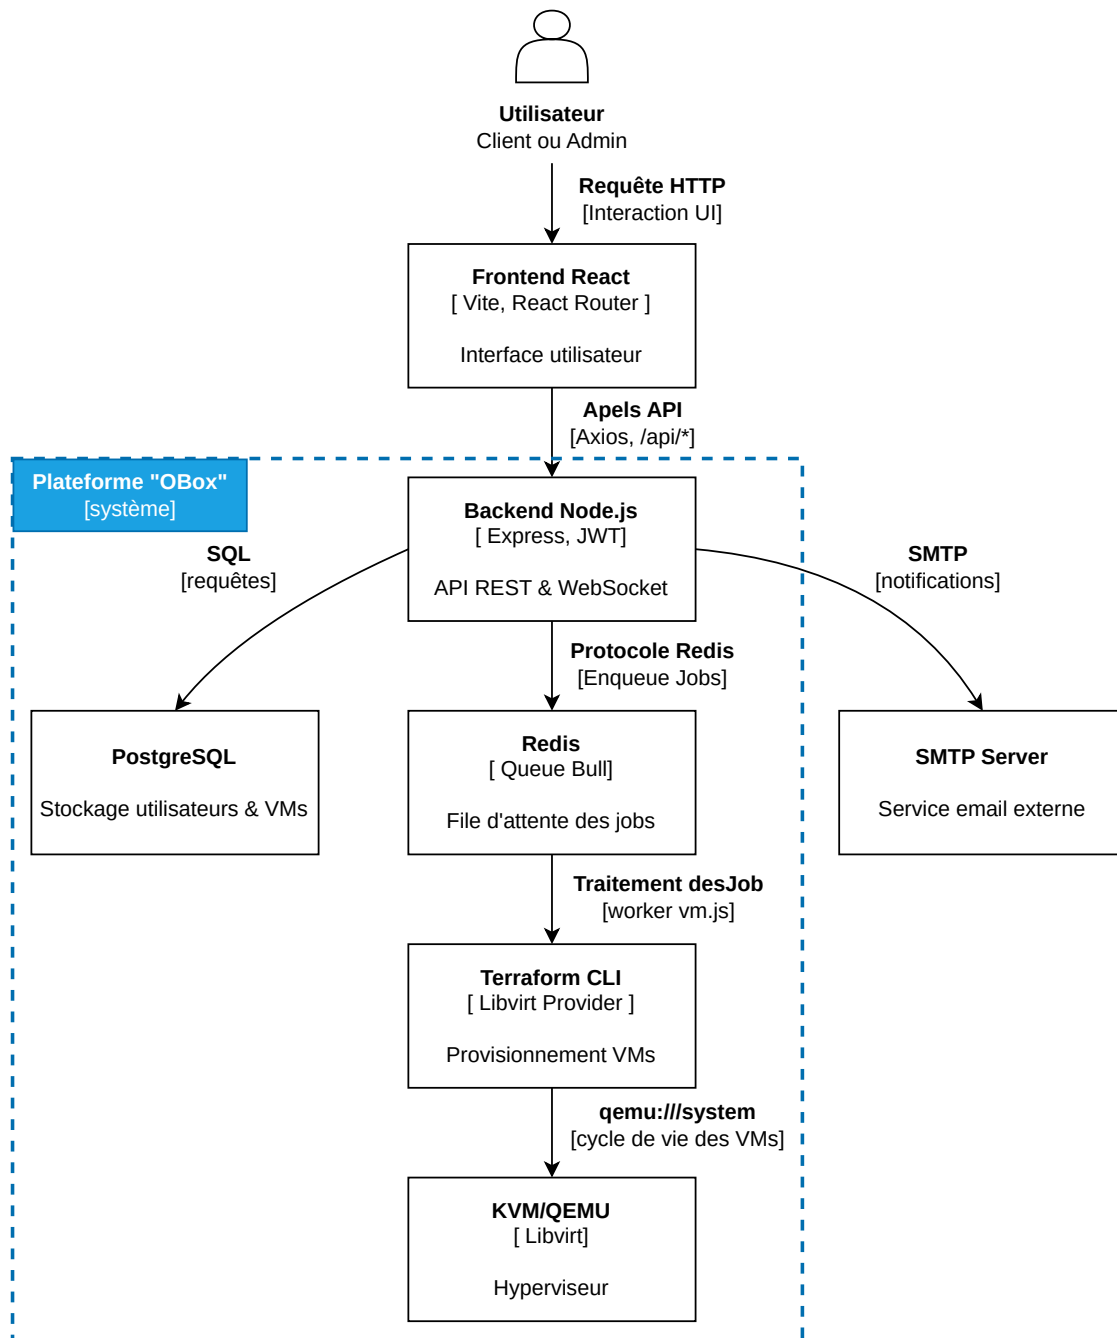 Utilisateur
Client ou Admin
Requête HTTP
[Interaction UI]
Frontend React
[ Vite, React Router ]
Interface utilisateur
Apels API
[Axios, /api/*]
Plateforme "OBox"
[système]
Backend Node.js
[ Express, JWT]
API REST & WebSocket
SQL
[requêtes]
SMTP
[notifications]
Protocole Redis
[Enqueue Jobs]
PostgreSQL
Stockage utilisateurs & VMs
Redis
[ Queue Bull]
File d'attente des jobs
SMTP Server
Service email externe
Traitement desJob
[worker vm.js]
Terraform CLI
[ Libvirt Provider ]
Provisionnement VMs
qemu:///system
[cycle de vie des VMs]
KVM/QEMU
[ Libvirt]
Hyperviseur